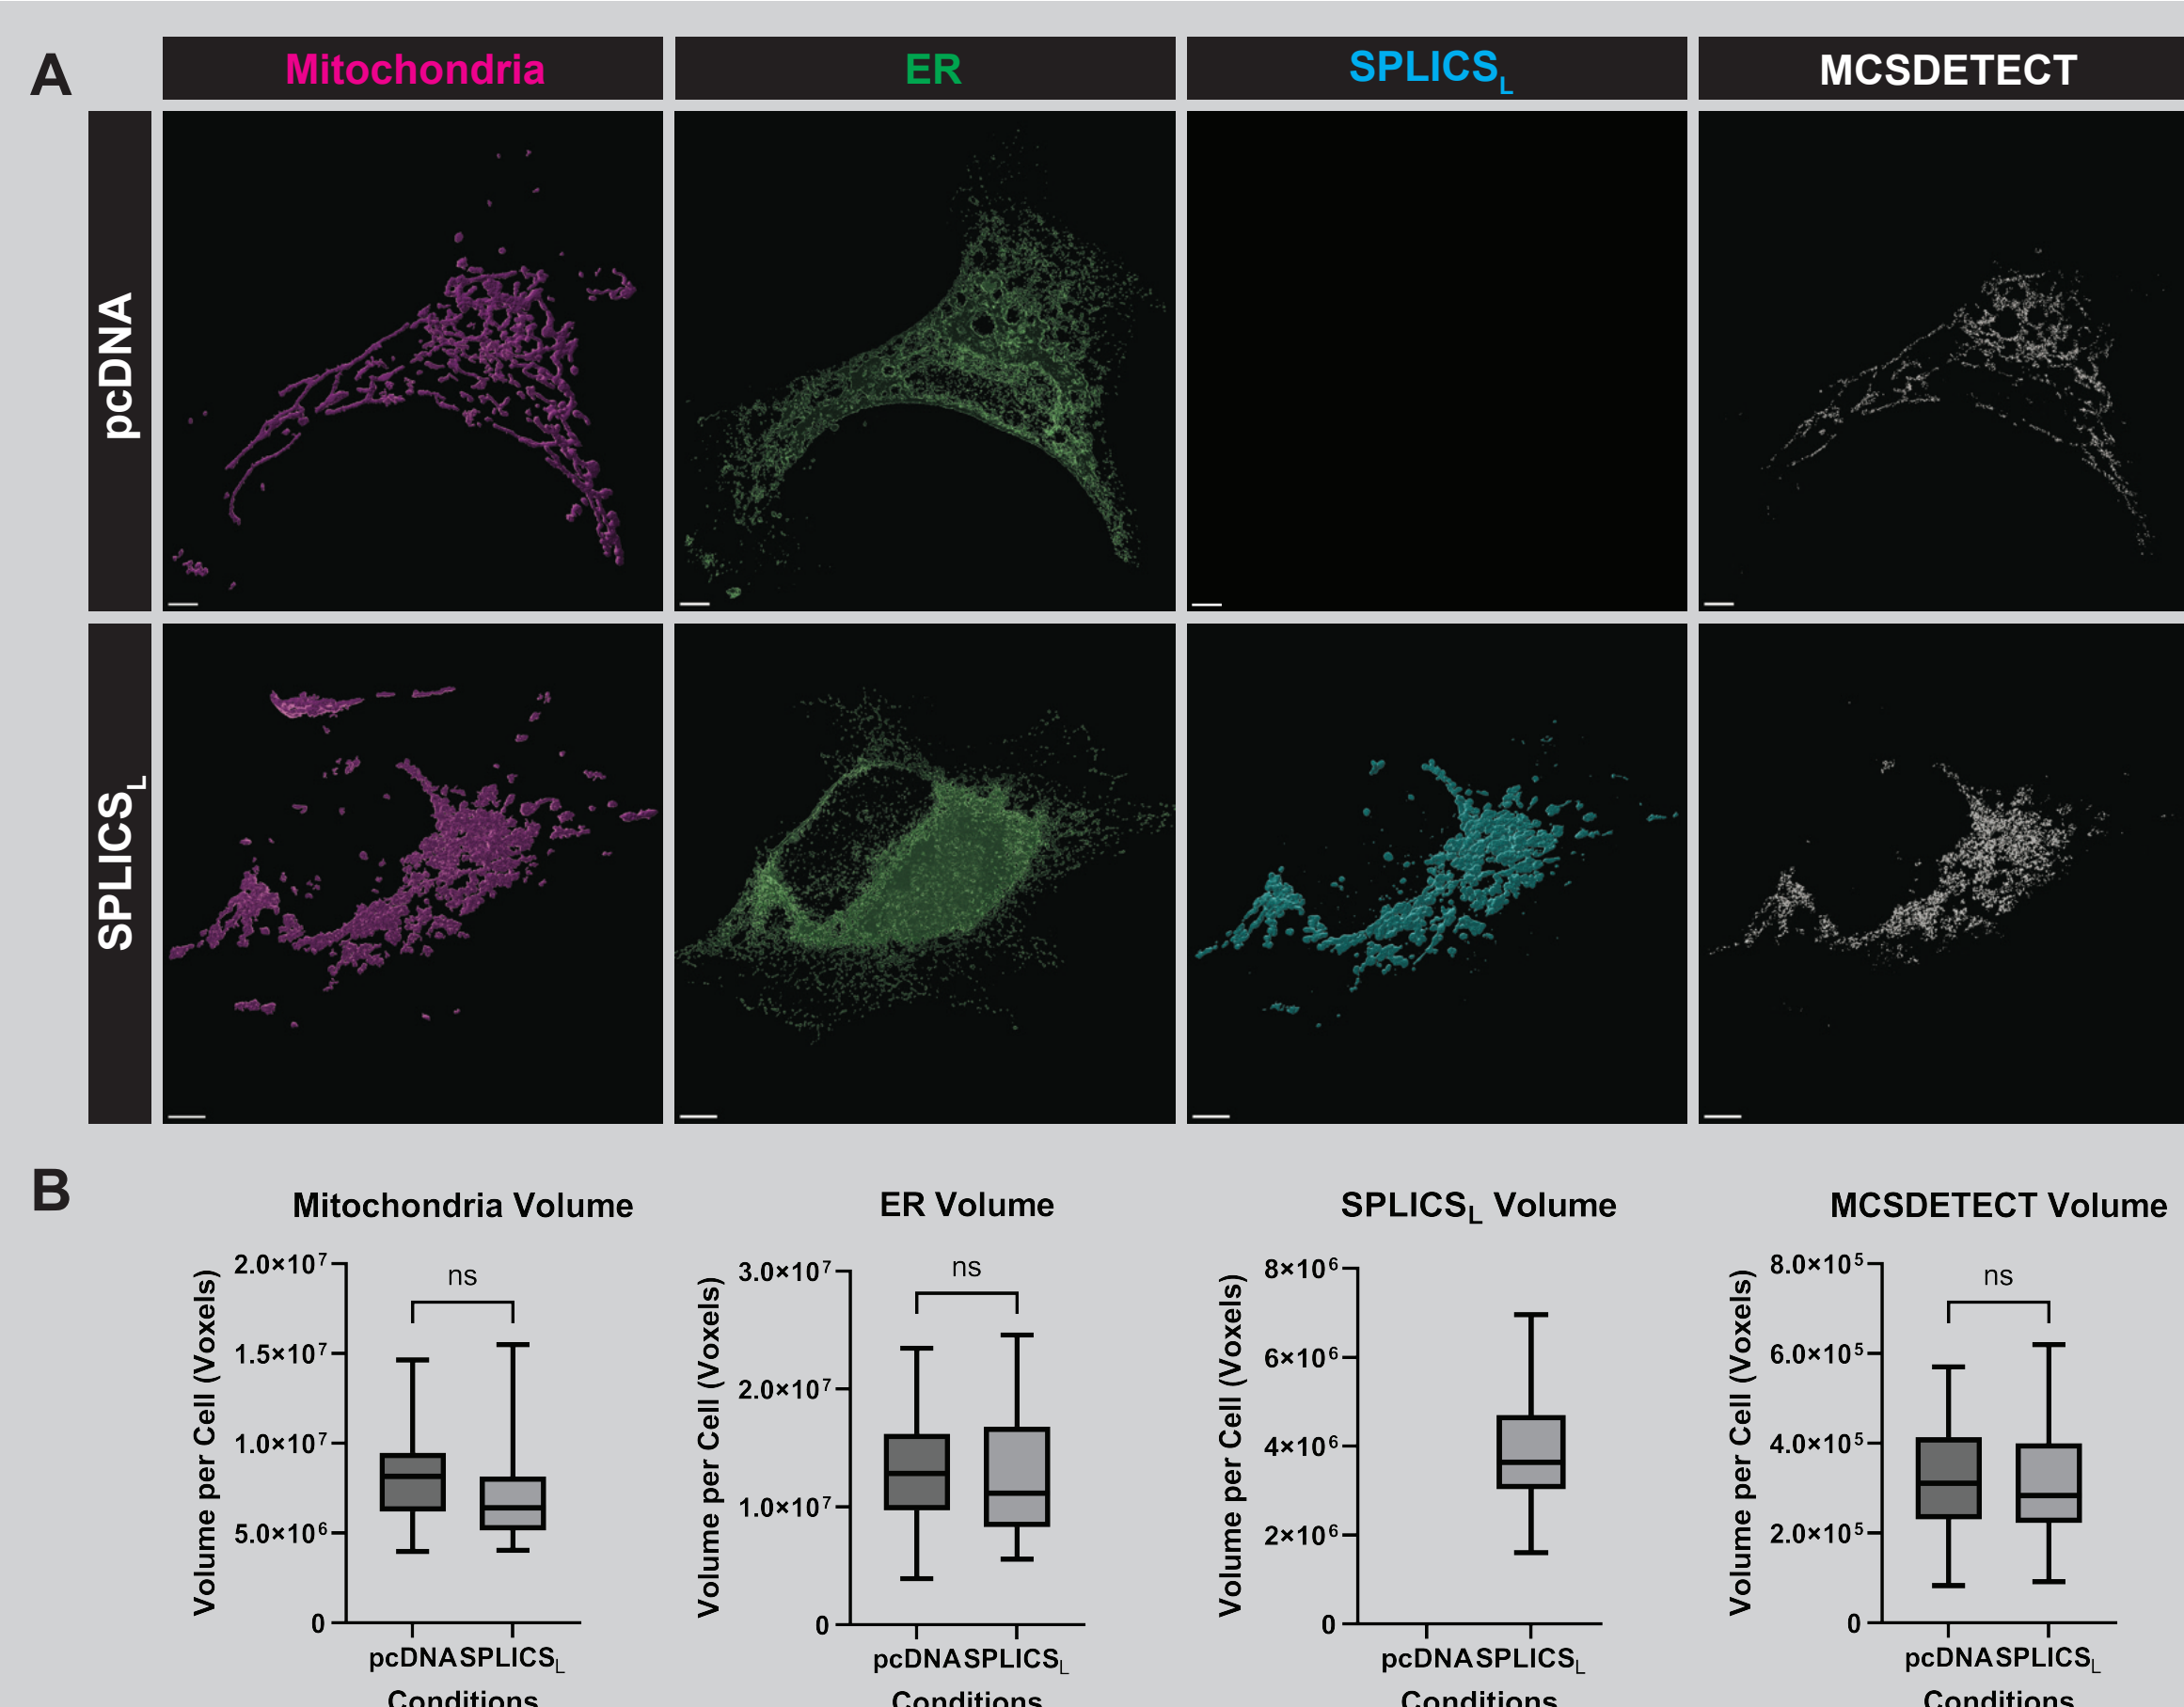 A
Mitochondria
ER
SPLICSL
MCSDETECT
pcDNA
SPLICSL
B
Mitochondria Volume
Volume per Cell (Voxels)
2.0×10⁷
1.5×10⁷
1.0×10⁷
5.0×10⁶
0
ns
pcDNA SPLICSL
Conditions
ER Volume
Volume per Cell (Voxels)
3.0×10⁷
2.0×10⁷
1.0×10⁷
0
ns
pcDNA SPLICSL
Conditions
SPLICSL Volume
Volume per Cell (Voxels)
8×10⁶
6×10⁶
4×10⁶
2×10⁶
0
pcDNA SPLICSL
Conditions
MCSDETECT Volume
Volume per Cell (Voxels)
8.0×10⁵
6.0×10⁵
4.0×10⁵
2.0×10⁵
0
ns
pcDNA SPLICSL
Conditions